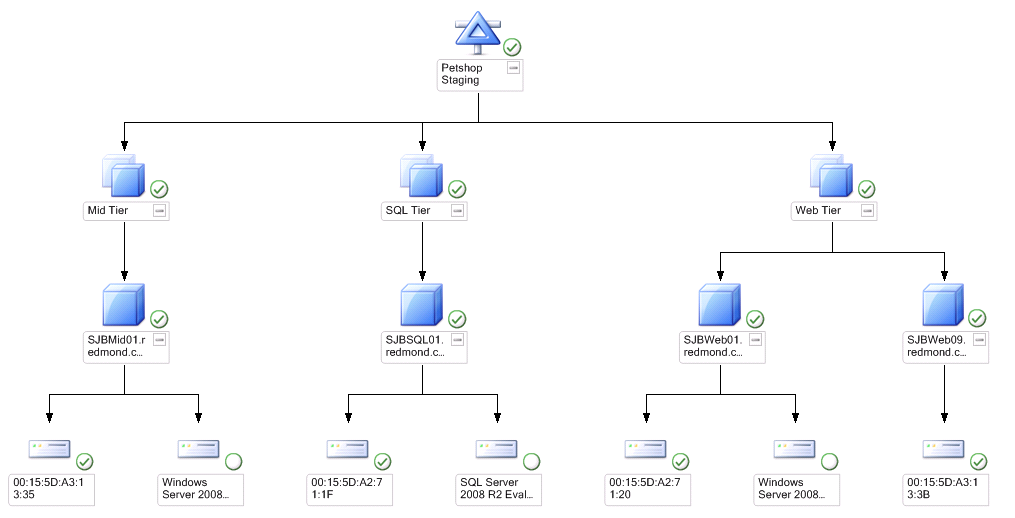 Petshop
Staging
Mid Tier
SQL Tier
Web Tier
SJBMid01.r
edmond.c...
SJBSQL01.
redmond.c...
SJBWeb01.
redmond.c...
SJBWeb09.
redmond.c...
00:15:5D:A3:1
3:35
Windows
Server 2008...
00:15:5D:A2:7
1:1F
SQL Server
2008 R2 Eval...
00:15:5D:A2:7
1:20
Windows
Server 2008...
00:15:5D:A3:1
3:3B